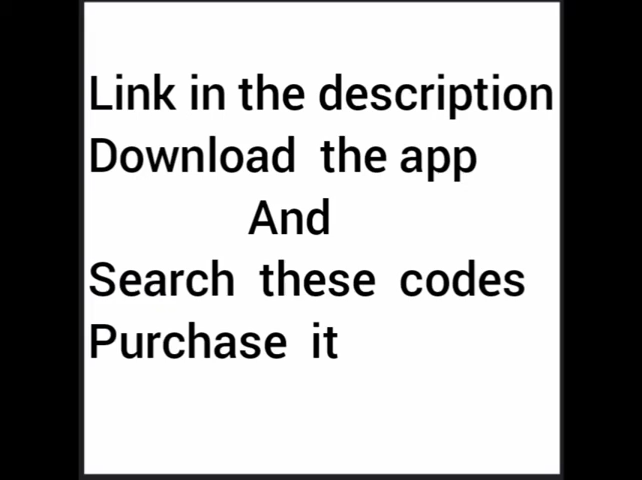 Link in the description
Download the app
And
Search these codes
Purchase it